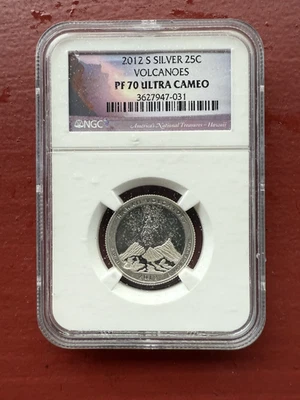 2012 S SILVER 25C
VOLCANOES
PF 70 ULTRA CAMEO
3627947-031
NGC
America's National Treasures - Hawaii